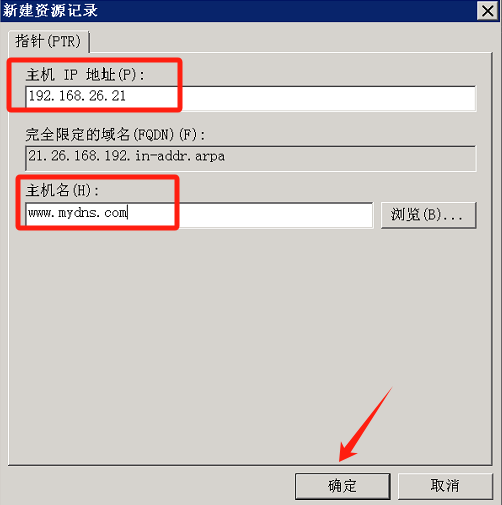 新建资源记录
指针(PTR)
主机 IP 地址(P):
192.168.26.21
完全限定的域名(FQDN)(F):
21.26.168.192.in-addr.arpa
主机名(H):
www.mydns.com
浏览(B)...
确定
取消